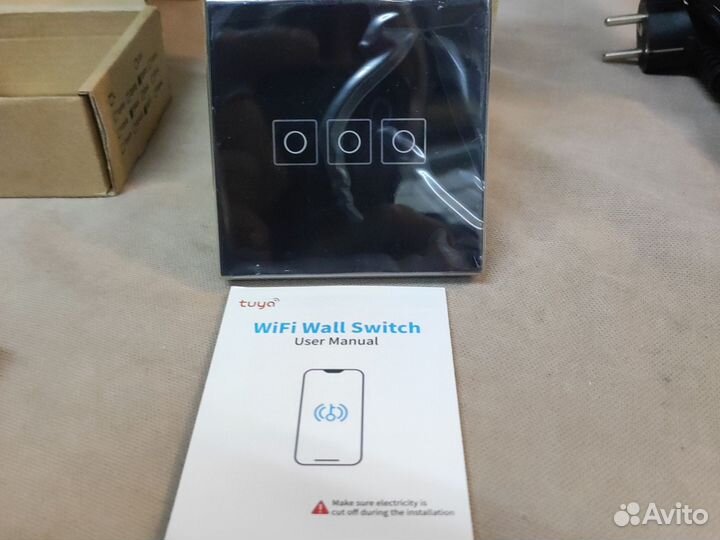 tuya
WiFi Wall Switch
User Manual
Make sure electricity is
cut off during the installation
Avito